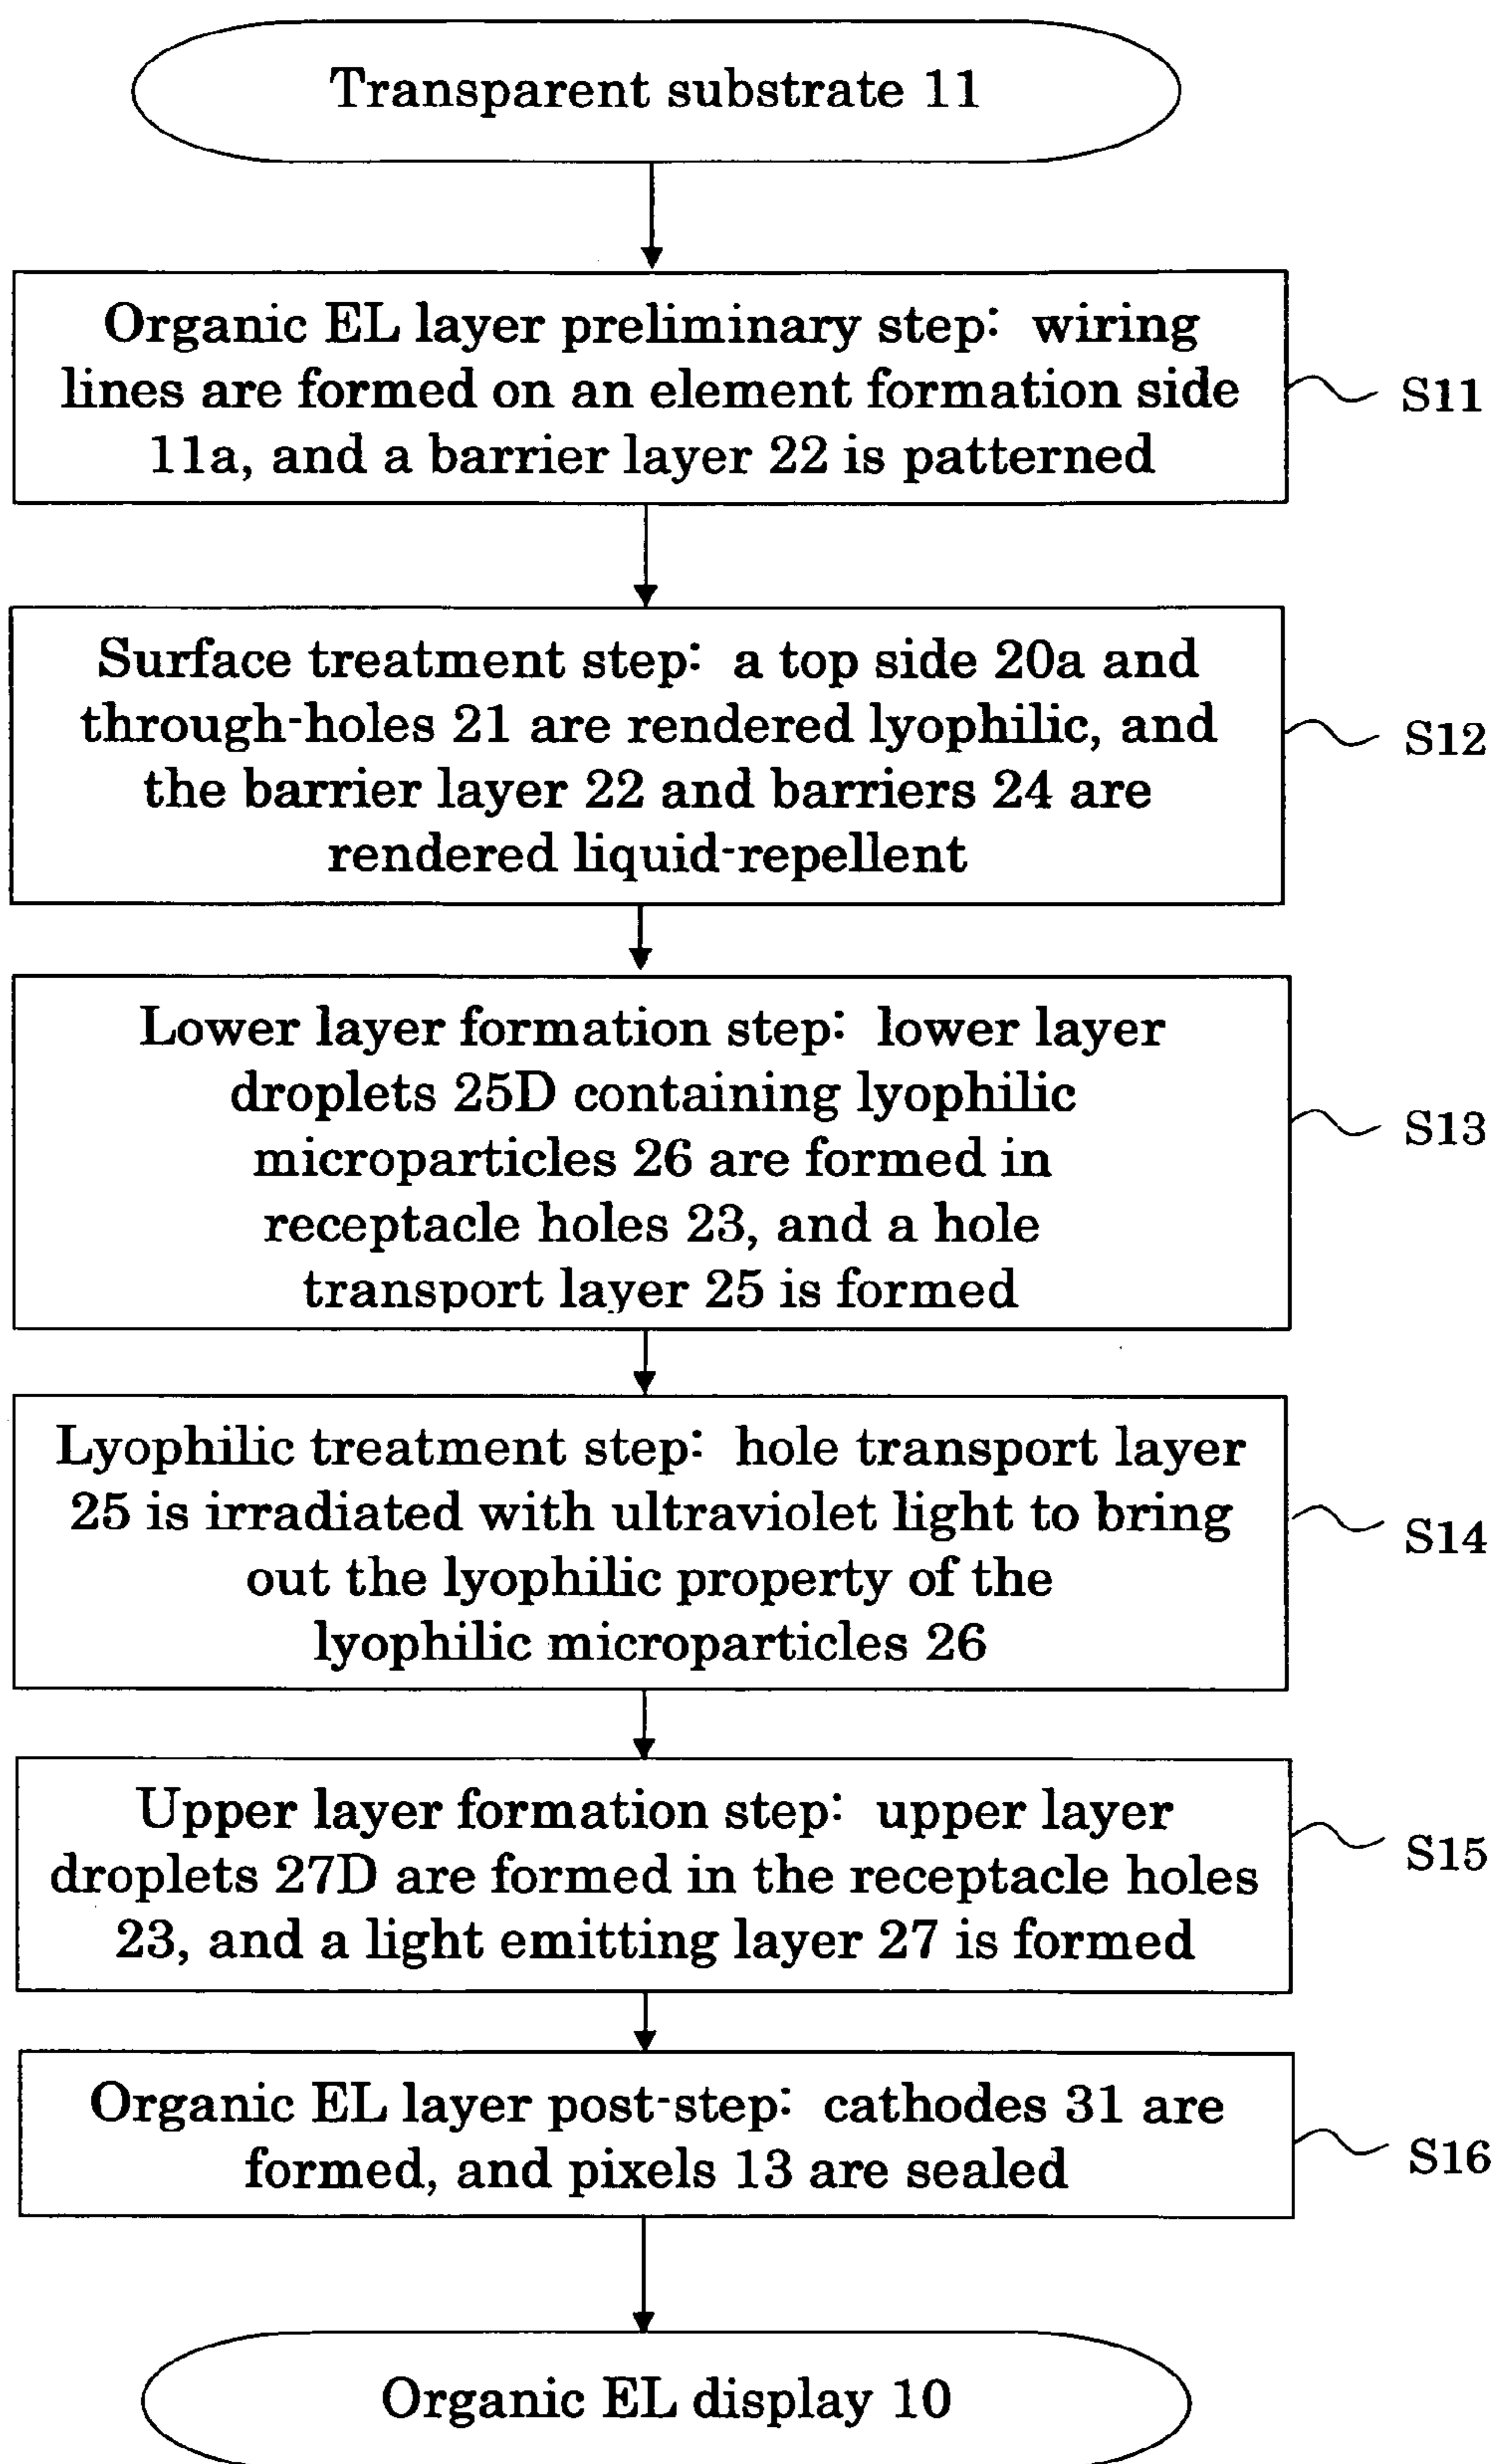 Transparent substrate 11
Organic EL layer preliminary step: wiring
lines are formed on an element formation side
11a, and a barrier layer 22 is patterned
S11
Surface treatment step: a top side 20a and
through-holes 21 are rendered lyophilic, and
the barrier layer 22 and barriers 24 are
rendered liquid-repellent
S12
Lower layer formation step: lower layer
droplets 25D containing lyophilic
microparticles 26 are formed in
receptacle holes 23, and a hole
transport layer 25 is formed
S13
Lyophilic treatment step: hole transport layer
25 is irradiated with ultraviolet light to bring
out the lyophilic property of the
lyophilic microparticles 26
S14
Upper layer formation step: upper layer
droplets 27D are formed in the receptacle holes
23, and a light emitting layer 27 is formed
S15
Organic EL layer post-step: cathodes 31 are
formed, and pixels 13 are sealed
S16
Organic EL display 10